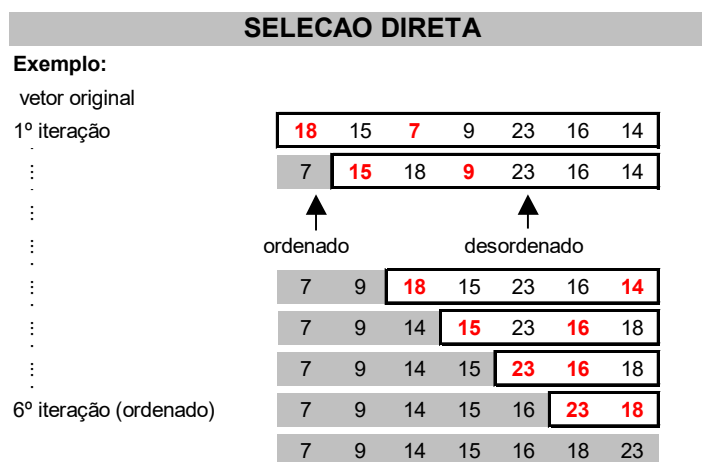 SELECAO DIRETA
Exemplo:
vetor original
1º iteração 18 15 7 9 23 16 14
7 15 18 9 23 16 14
ordenado desordenado
7 9 18 15 23 16 14
7 9 14 15 23 16 18
7 9 14 15 23 16 18
6º iteração (ordenado) 7 9 14 15 16 23 18
7 9 14 15 16 18 23